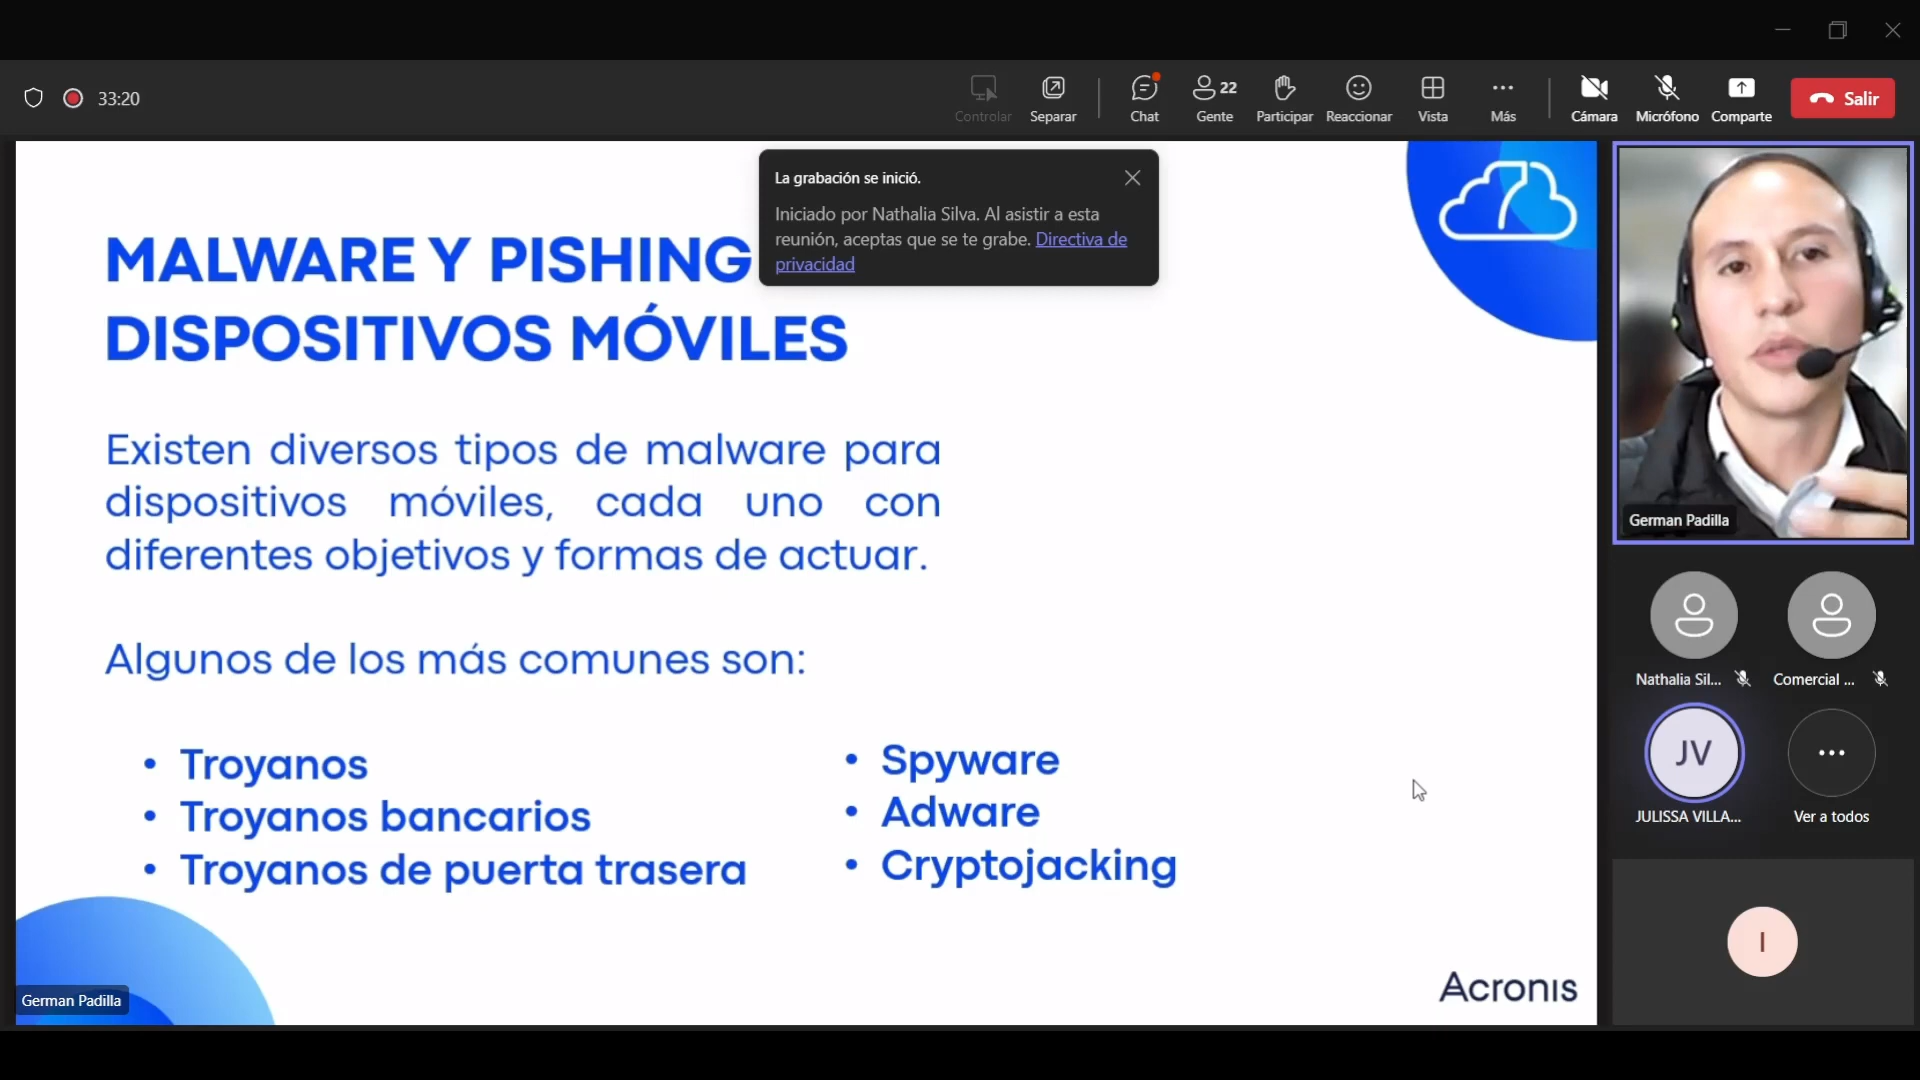 33:20
Controlar
Separar
Chat
22
Gente
Participar
Reaccionar
Vista
Más
Cámara
Micrófono
Comparte
Salir
La grabación se inició.
Iniciado por Nathalia Silva. Al asistir a esta
reunión, aceptas que se te grabe. Directiva de
privacidad
MALWARE Y PISHING
DISPOSITIVOS MÓVILES
Existen diversos tipos de malware para
dispositivos móviles, cada uno con
diferentes objetivos y formas de actuar.
Algunos de los más comunes son:
• Troyanos
• Troyanos bancarios
• Troyanos de puerta trasera
• Spyware
• Adware
• Cryptojacking
Acronis
German Padilla
German Padilla
Nathalia Sil...
Comercial ...
JV
JULISSA VILLA...
Ver a todos
I